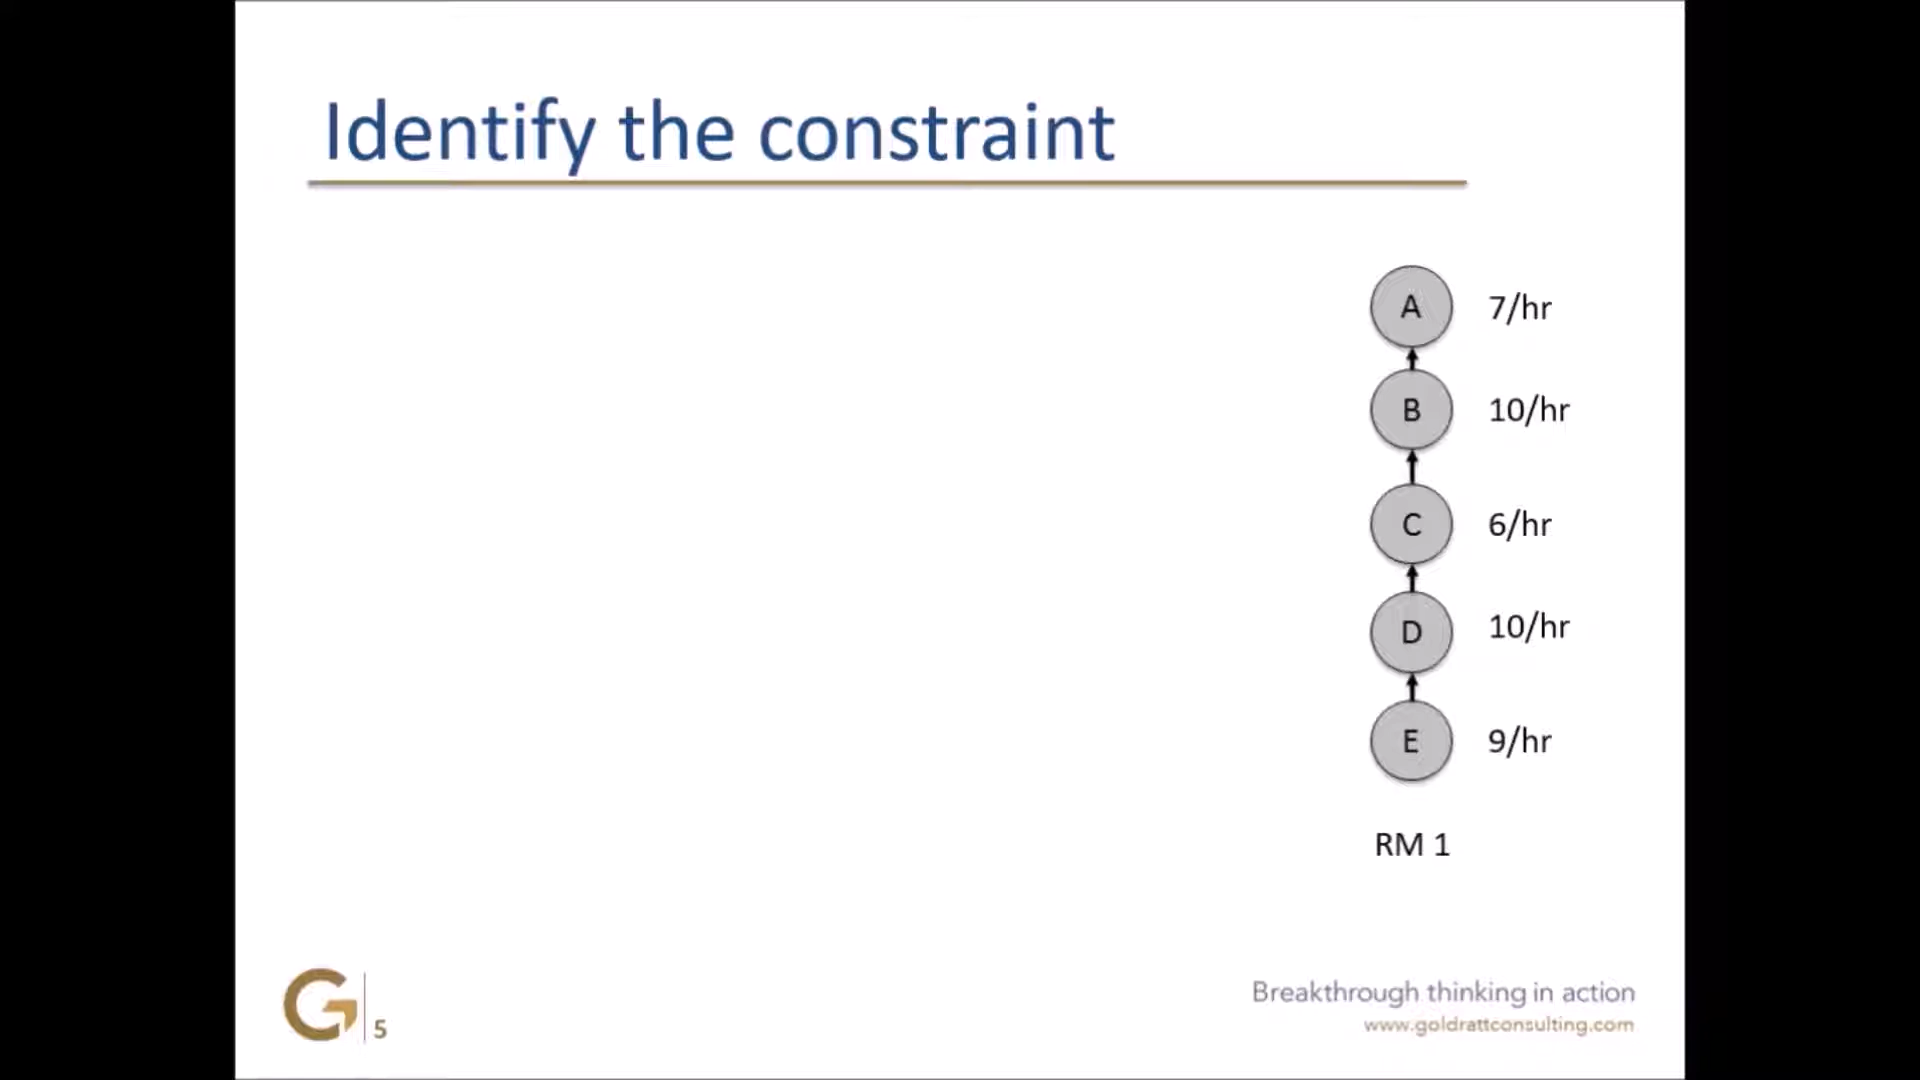 Identify the constraint
A 7/hr
B 10/hr
C 6/hr
D 10/hr
E 9/hr
RM 1
G 5
Breakthrough thinking in action
www.goldrattconsulting.com